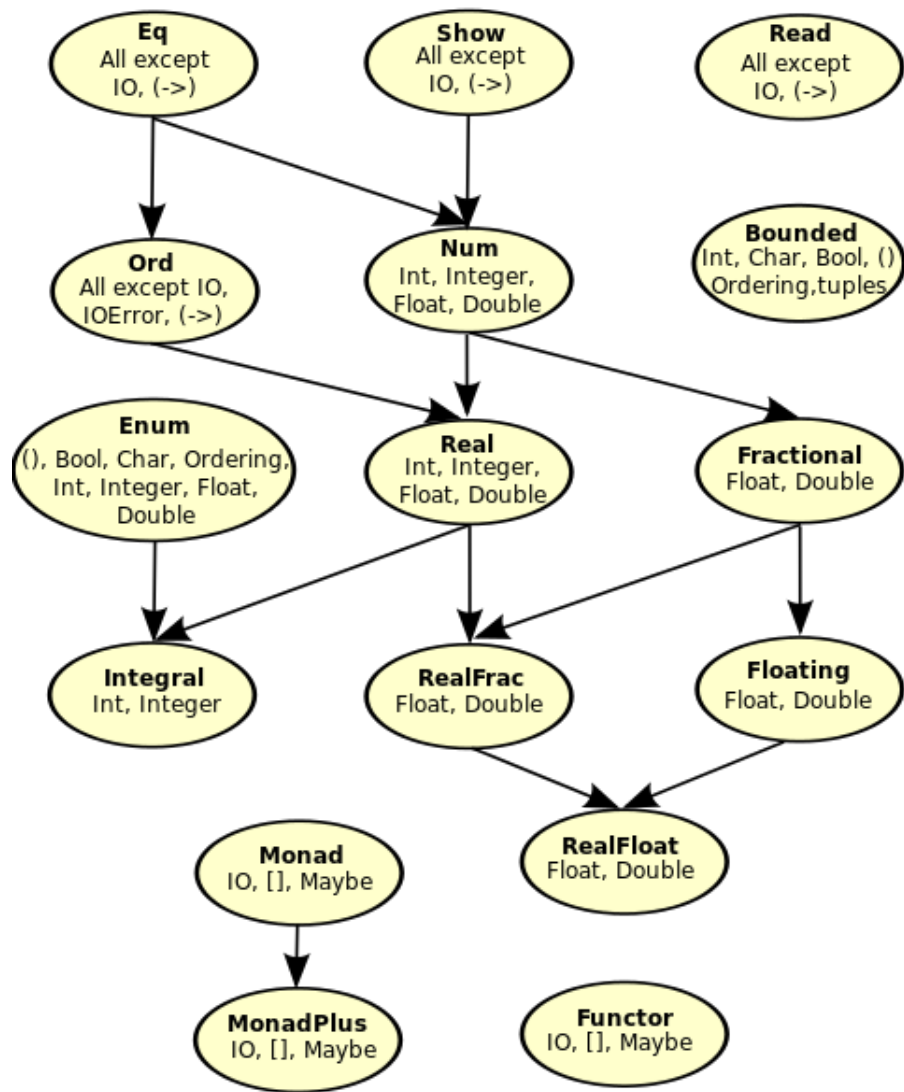 Eq
All except
IO, (->)
Show
All except
IO, (->)
Read
All except
IO, (->)
Ord
All except IO,
IOError, (->)
Num
Int, Integer,
Float, Double
Bounded
Int, Char, Bool, ()
Ordering,tuples
Enum
(), Bool, Char, Ordering,
Int, Integer, Float,
Double
Real
Int, Integer,
Float, Double
Fractional
Float, Double
Integral
Int, Integer
RealFrac
Float, Double
Floating
Float, Double
Monad
IO, [], Maybe
RealFloat
Float, Double
MonadPlus
IO, [], Maybe
Functor
IO, [], Maybe